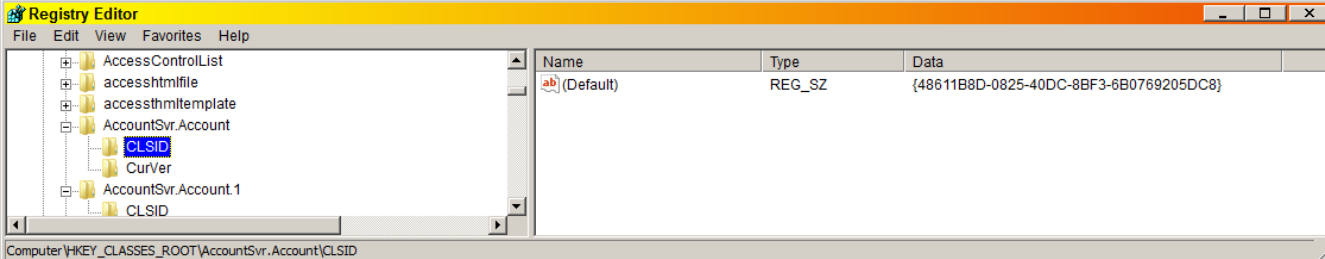 Registry Editor
File Edit View Favorites Help
AccessControlList
accesshtmlfile
accessthmltemplate
AccountSvr.Account
CLSID
CurVer
AccountSvr.Account.1
CLSID
Name Type Data
ab (Default) REG_SZ {48611B8D-0825-40DC-8BF3-6B0769205DC8}
Computer\HKEY_CLASSES_ROOT\AccountSvr.Account\CLSID